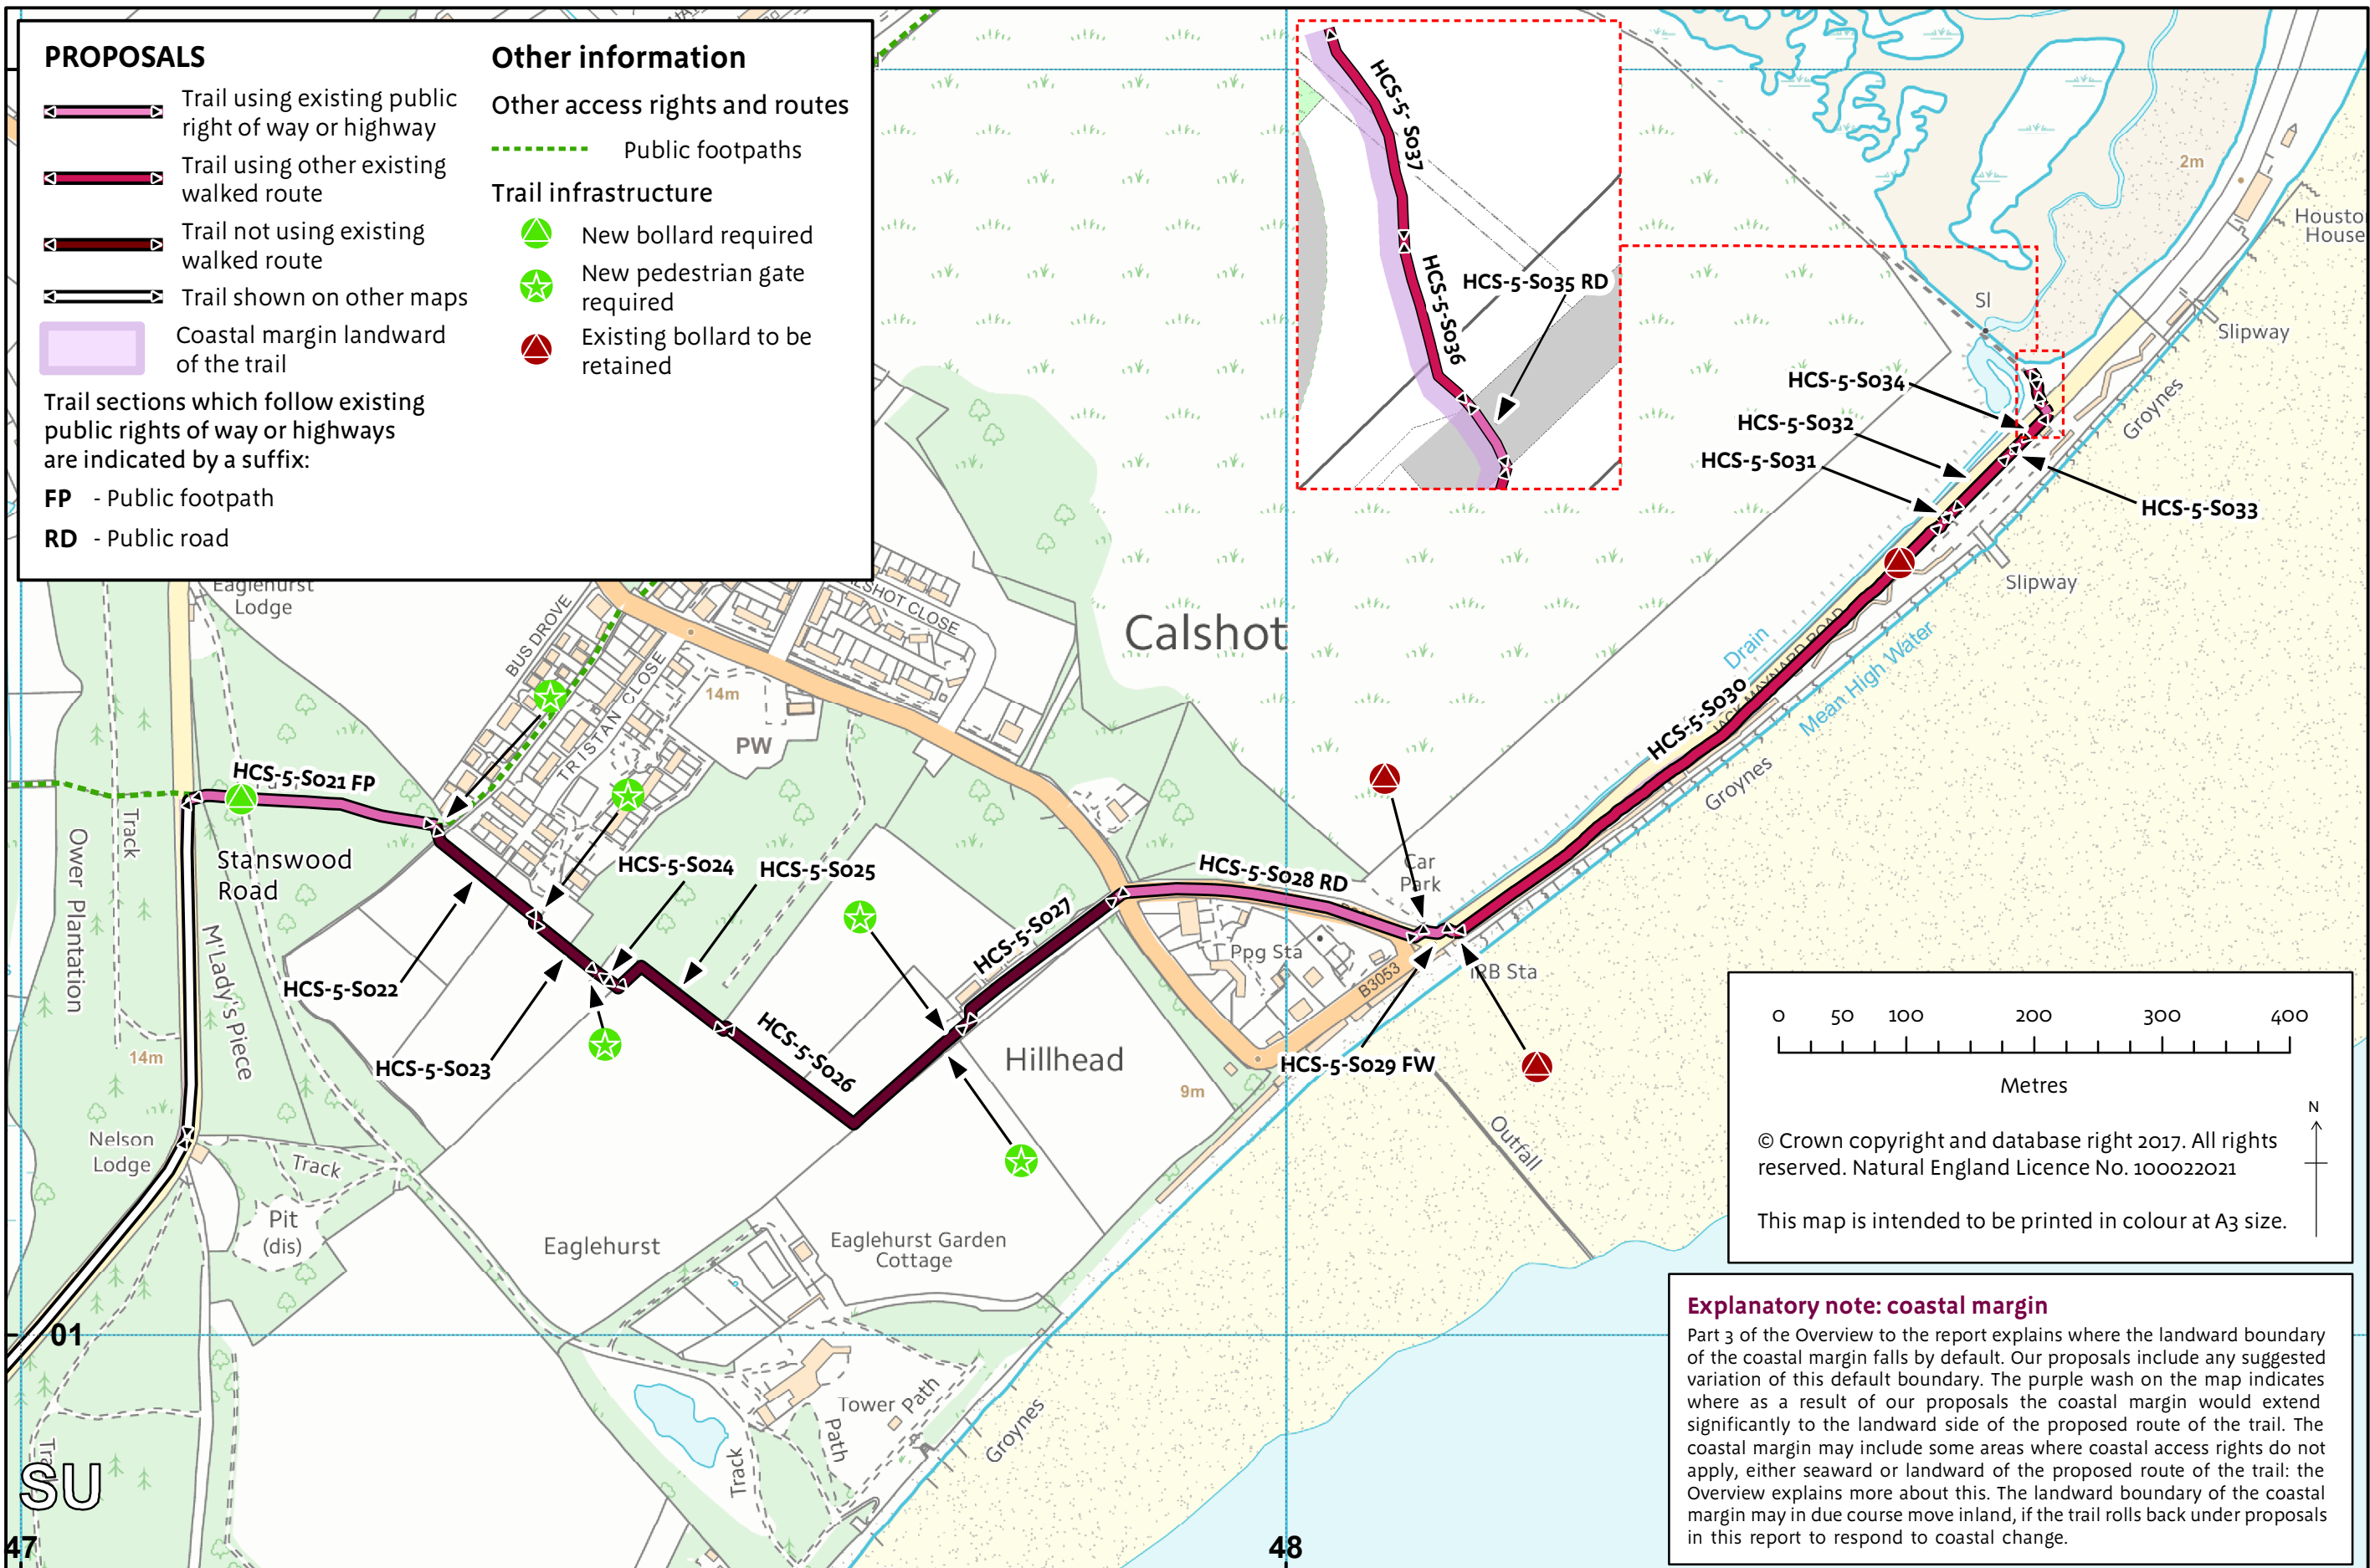 PROPOSALS
Trail using existing public
right of way or highway
Trail using other existing
walked route
Trail not using existing
walked route
Trail shown on other maps
Coastal margin landward
of the trail
Trail sections which follow existing
public rights of way or highways
are indicated by a suffix:
FP - Public footpath
RD - Public road
Other information
Other access rights and routes
Public footpaths
Trail infrastructure
New bollard required
New pedestrian gate
required
Existing bollard to be
retained
HCS-5- S037
HCS-5-S036
HCS-5-S035 RD
2m
Houston
House
Sl
Slipway
Groynes
HCS-5-S034
HCS-5-S032
HCS-5-S031
HCS-5-S033
Slipway
Eaglehurst
Lodge
BUS DROVE
TRISTAN CLOSE
14m
PW
Calshot
Drain
Mean High Water
HCS-5-S030
Groynes
HCS-5-S021 FP
Stanswood
Road
Ower Plantation
Track
M'Lady's Piece
14m
HCS-5-S024
HCS-5-S025
HCS-5-S022
HCS-5-S023
HCS-5-S026
HCS-5-S027
HCS-5-S028 RD
Car
Park
Ppg Sta
B3053
IRB Sta
HCS-5-S029 FW
Hillhead
9m
Outfall
Nelson
Lodge
Track
Pit
(dis)
Eaglehurst
Eaglehurst Garden
Cottage
Tower
Path
Path
Track
Groynes
01
SU
47
48
0 50 100 200 300 400
Metres
N
© Crown copyright and database right 2017. All rights
reserved. Natural England Licence No. 100022021
This map is intended to be printed in colour at A3 size.
Explanatory note: coastal margin
Part 3 of the Overview to the report explains where the landward boundary
of the coastal margin falls by default. Our proposals include any suggested
variation of this default boundary. The purple wash on the map indicates
where as a result of our proposals the coastal margin would extend
significantly to the landward side of the proposed route of the trail. The
coastal margin may include some areas where coastal access rights do not
apply, either seaward or landward of the proposed route of the trail: the
Overview explains more about this. The landward boundary of the coastal
margin may in due course move inland, if the trail rolls back under proposals
in this report to respond to coastal change.